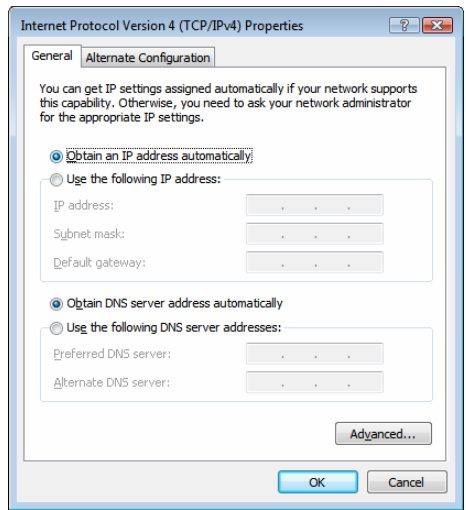 Internet Protocol Version 4 (TCP/IPv4) Properties
General
Alternate Configuration
You can get IP settings assigned automatically if your network supports
this capability. Otherwise, you need to ask your network administrator
for the appropriate IP settings.
Obtain an IP address automatically
Use the following IP address:
IP address:
Subnet mask:
Default gateway:
Obtain DNS server address automatically
Use the following DNS server addresses:
Preferred DNS server:
Alternate DNS server:
Advanced...
OK
Cancel